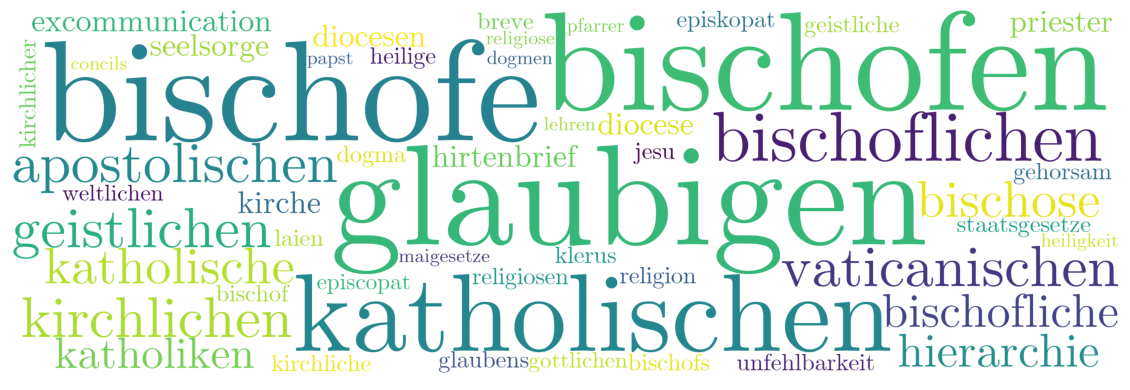 excommunication
breve
pfarrer
episkopat
geistliche
priester
seelsorge
diocesen
religiose
bischofen
kirchlicher
concils
bischofe
papst
heilige
dogmen
lehren
diocese
bischoflichen
apostolischen
dogma
hirtenbrief
jesu
gehorsam
weltlichen
kirche
glaubigen
bischose
geistlichen
laien
staatsgesetze
heiligkeit
katholische
maigesetze
klerus
vaticanischen
bischof
episcopat
religiosen
religion
kirchlichen
katholischen
bischofliche
katholiken
kirchliche
glaubens
gottlichen
bischofs
unfehlbarkeit
hierarchie